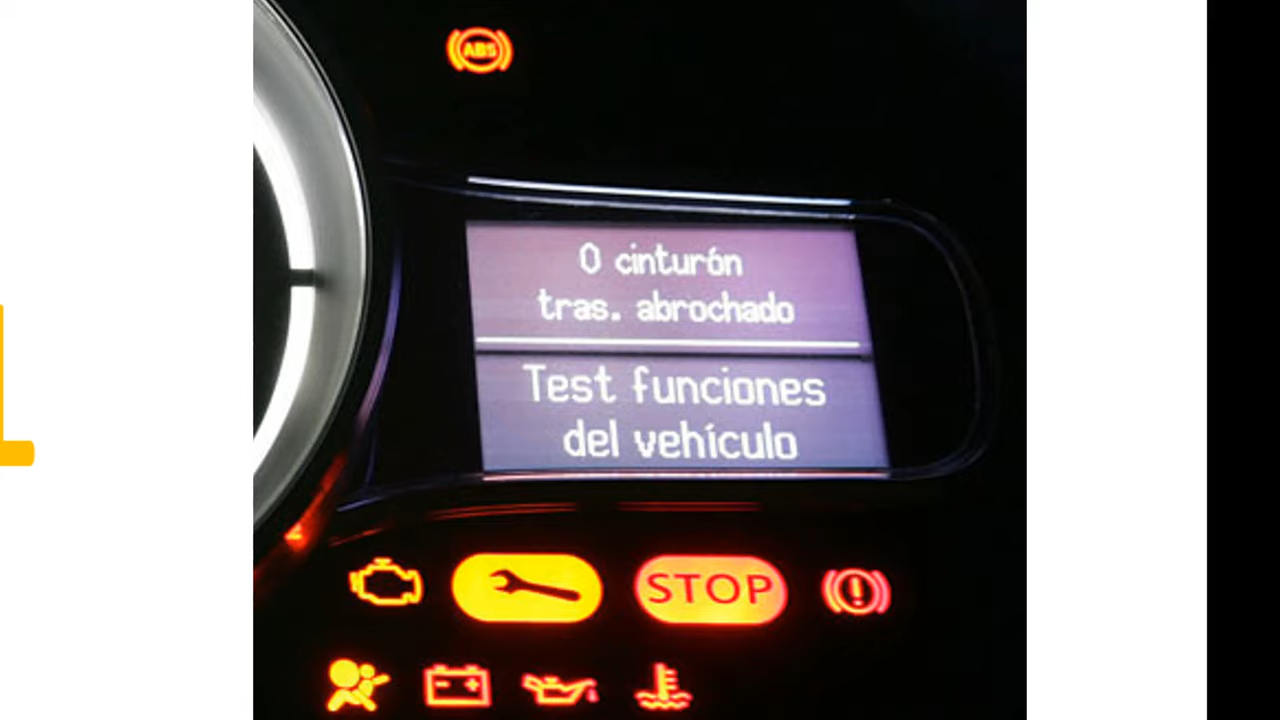 ABS
0 cinturón
tras. abrochado
Test funciones
del vehículo
STOP